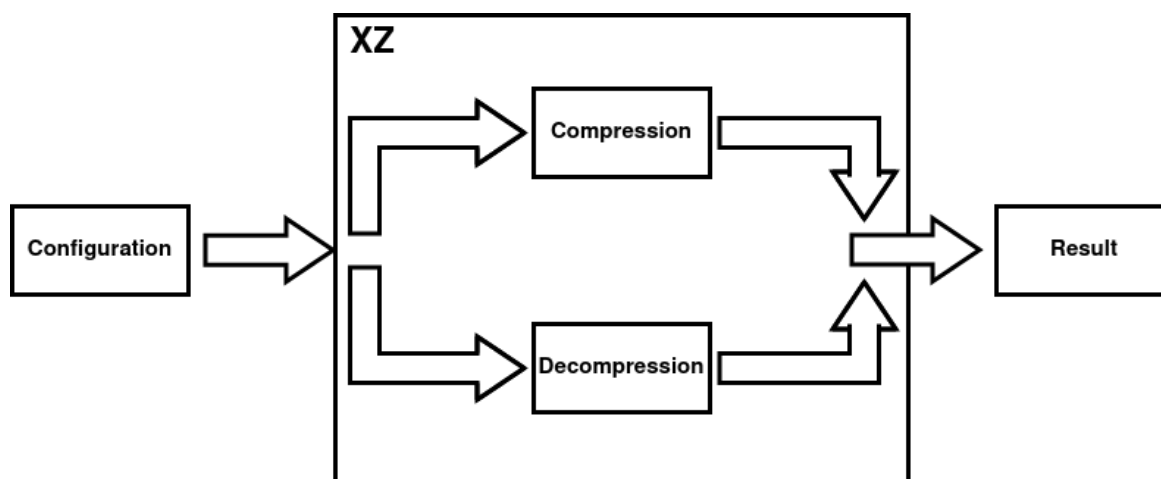 XZ
Compression
Configuration
Result
Decompression